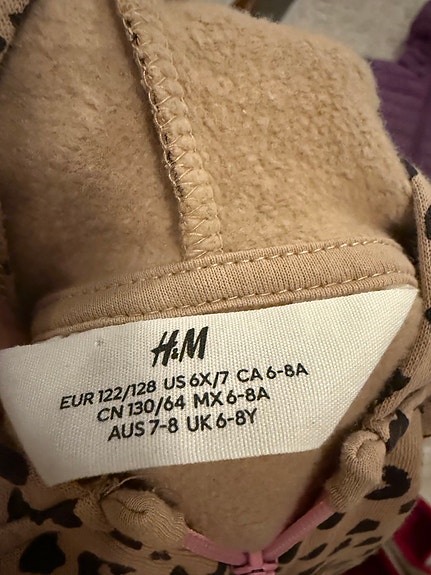 H&M
EUR 122/128 US 6X/7 CA 6-8A
CN 130/64 MX 6-8A
AUS 7-8 UK 6-8Y